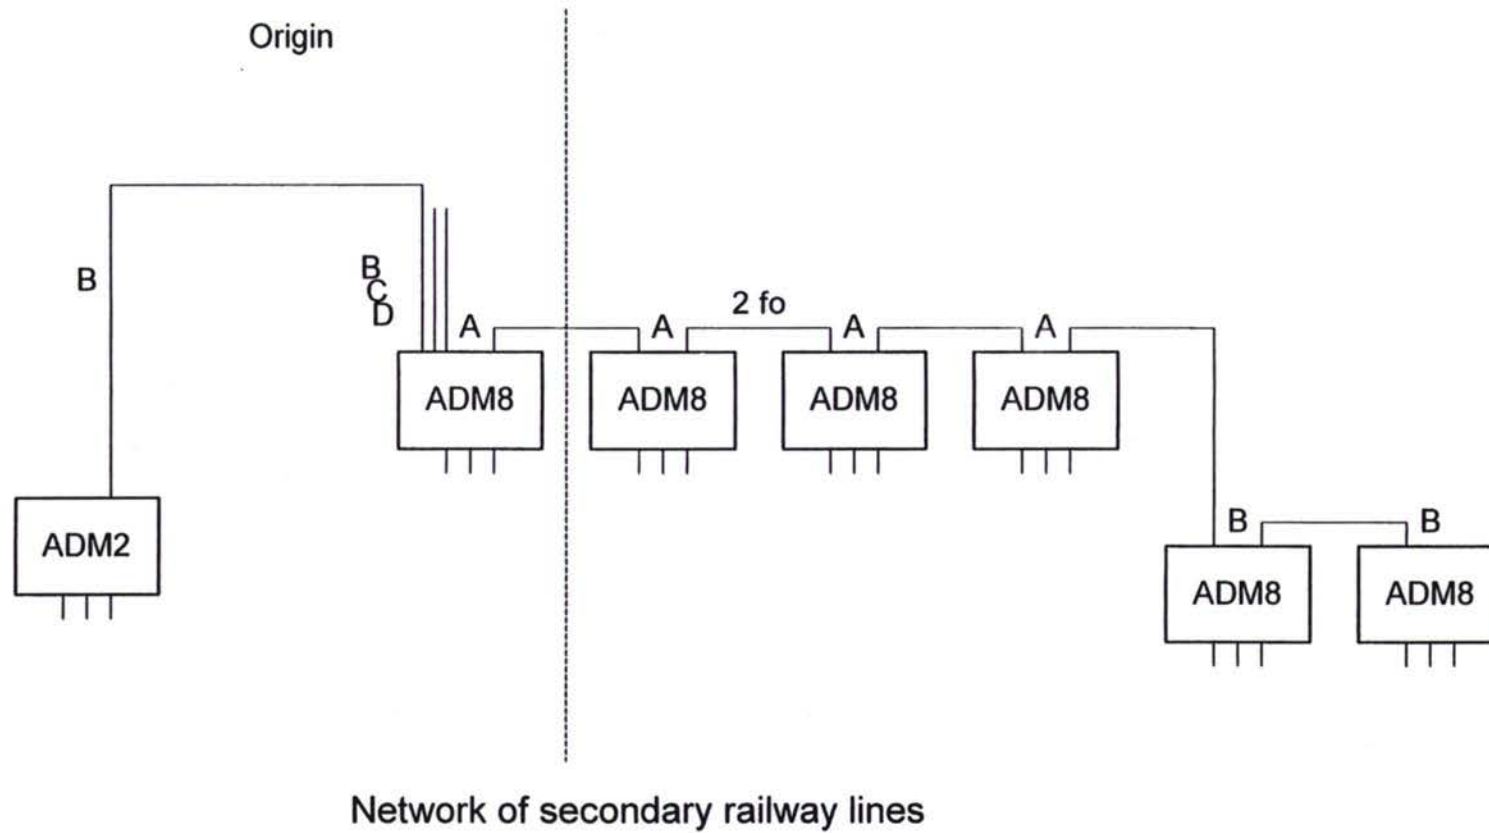 Origin
B
B
C
D
A
A
2 fo
A
A
ADM8
ADM8
ADM8
ADM8
B
B
ADM2
ADM8
ADM8
Network of secondary railway lines